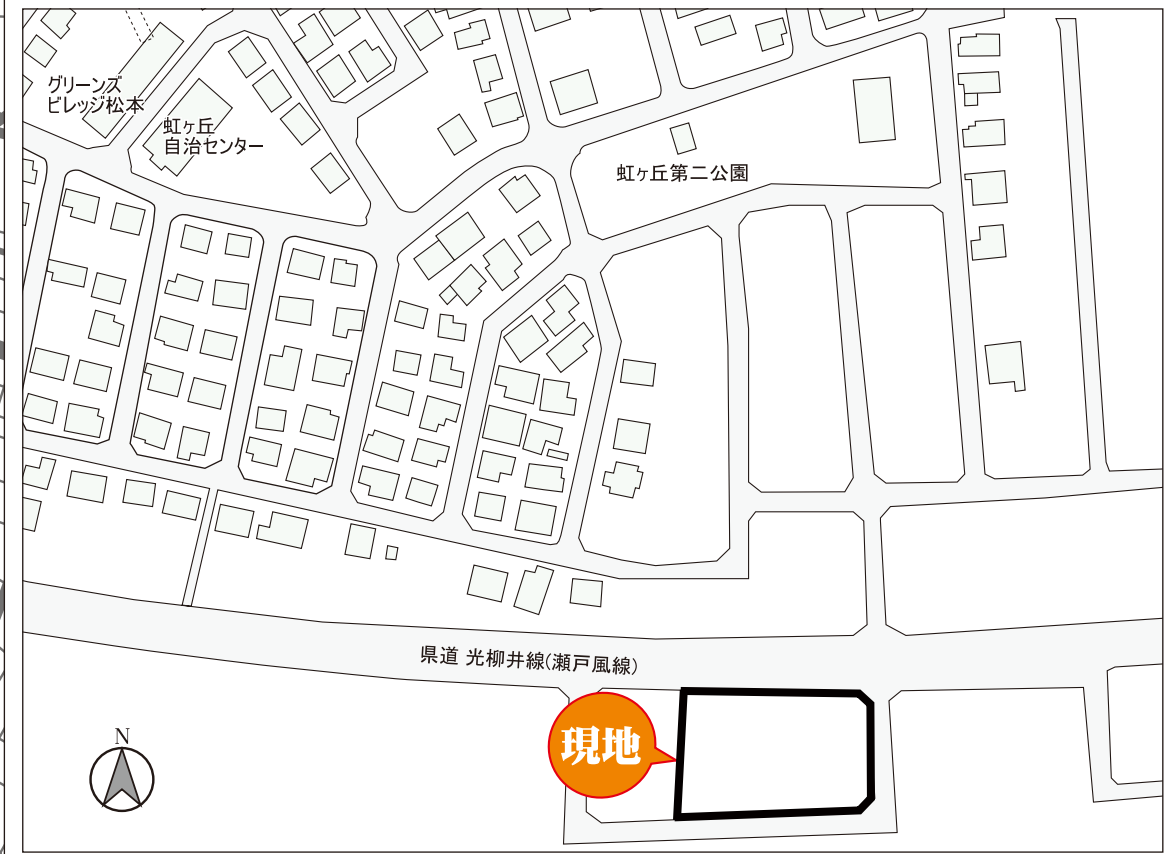 グリーンズ
ビレッジ松本
虹ヶ丘
自治センター
虹ヶ丘第二公園
県道 光柳井線(瀬戸風線)
現地
N